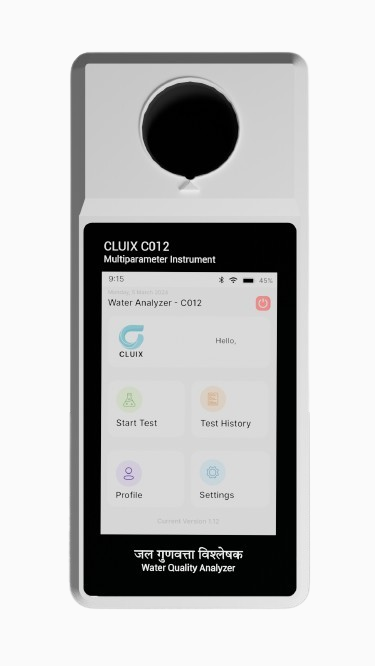 CLUIX C012
Multiparameter Instrument
9:15 45%
Water Analyzer - C012
CLUIX
Hello,
Start Test Test History
Profile Settings
Current Version 1.12
जल गुणवत्ता विश्लेषक
Water Quality Analyzer